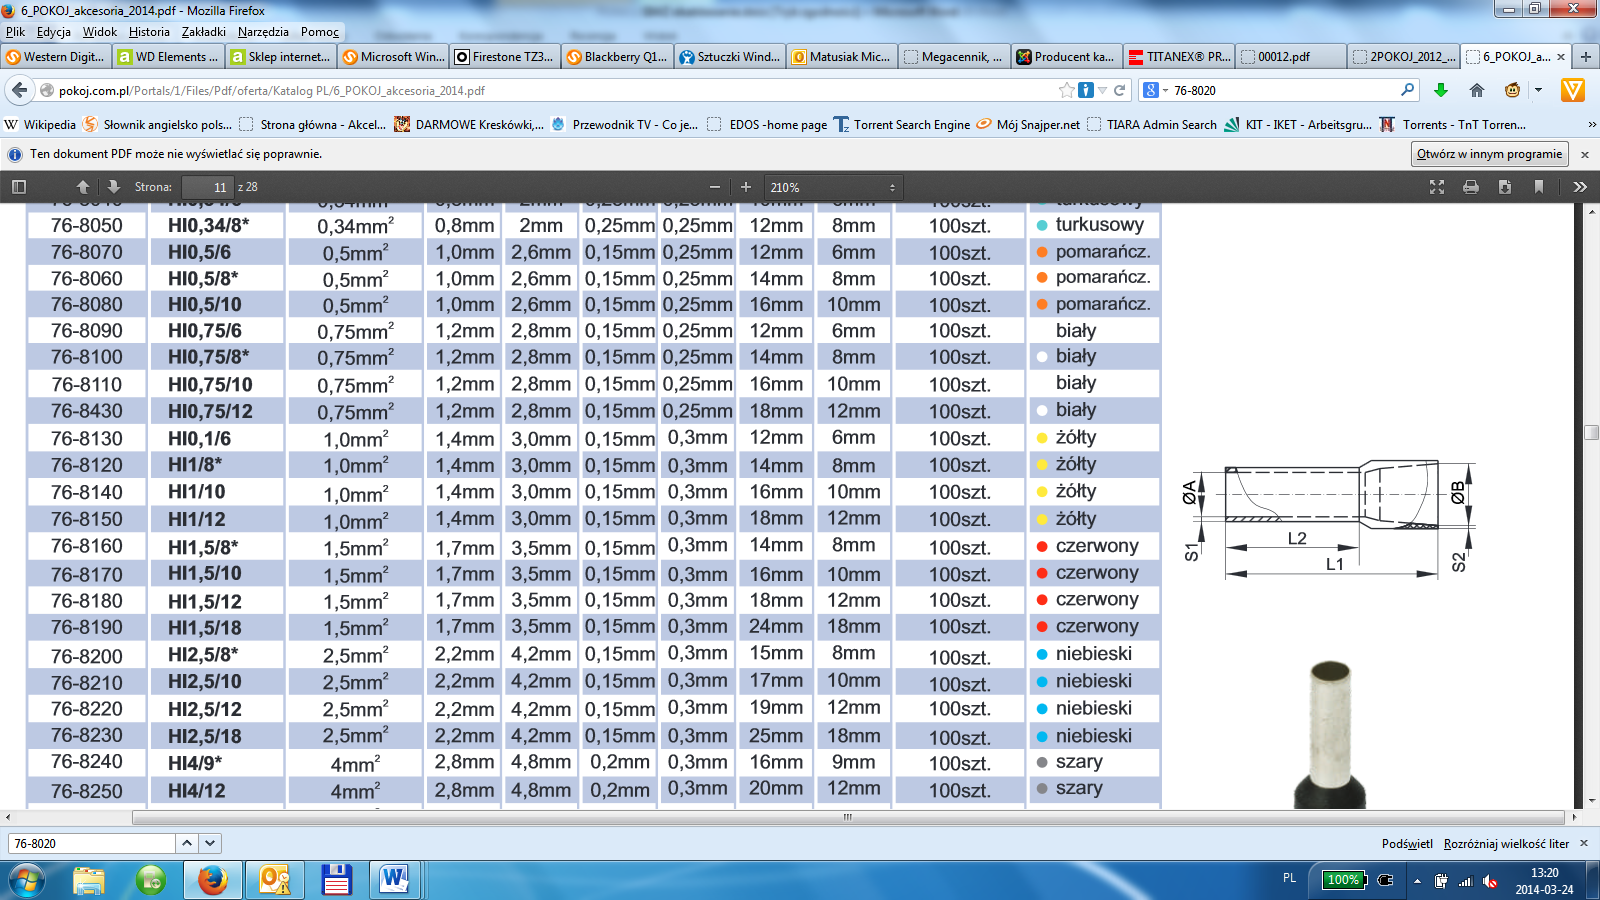 6_POKOJ_akcesoria_2014.pdf - Mozilla Firefox
Plik Edycja Widok Historia Zakładki Narzędzia Pomoc
Western Digit... WD Elements ... Sklep internet... Microsoft Win... Firestone TZ3... Blackberry Q1... Sztuczki Wind... Matusiak Mic... Megacennik, ... Producent ka... TITANEX® PR... 00012.pdf 2POKOJ_2012_... 6_POKOJ_a...
pokoj.com.pl/Portals/1/Files/Pdf/oferta/Katalog PL/6_POKOJ_akcesoria_2014.pdf 76-8020
Wikipedia Słownik angielsko pols... Strona główna - Akcel... DARMOWE Kreskówki,... Przewodnik TV - Co je... EDOS -home page Torrent Search Engine Mój Snajper.net TIARA Admin Search KIT - IKET - Arbeitsgru... Torrents - TnT Torren...
Ten dokument PDF może nie wyświetlać się poprawnie. Otwórz w innym programie
Strona: 11 z 28 210%
76-8050 HI0,34/8* 0,34mm² 0,8mm 2mm 0,25mm 0,25mm 12mm 8mm 100szt. turkusowy
76-8070 HI0,5/6 0,5mm² 1,0mm 2,6mm 0,15mm 0,25mm 12mm 6mm 100szt. pomarańcz.
76-8060 HI0,5/8* 0,5mm² 1,0mm 2,6mm 0,15mm 0,25mm 14mm 8mm 100szt. pomarańcz.
76-8080 HI0,5/10 0,5mm² 1,0mm 2,6mm 0,15mm 0,25mm 16mm 10mm 100szt. pomarańcz.
76-8090 HI0,75/6 0,75mm² 1,2mm 2,8mm 0,15mm 0,25mm 12mm 6mm 100szt. biały
76-8100 HI0,75/8* 0,75mm² 1,2mm 2,8mm 0,15mm 0,25mm 14mm 8mm 100szt. biały
76-8110 HI0,75/10 0,75mm² 1,2mm 2,8mm 0,15mm 0,25mm 16mm 10mm 100szt. biały
76-8430 HI0,75/12 0,75mm² 1,2mm 2,8mm 0,15mm 0,25mm 18mm 12mm 100szt. biały
76-8130 HI0,1/6 1,0mm² 1,4mm 3,0mm 0,15mm 0,3mm 12mm 6mm 100szt. żółty
76-8120 HI1/8* 1,0mm² 1,4mm 3,0mm 0,15mm 0,3mm 14mm 8mm 100szt. żółty
76-8140 HI1/10 1,0mm² 1,4mm 3,0mm 0,15mm 0,3mm 16mm 10mm 100szt. żółty
76-8150 HI1/12 1,0mm² 1,4mm 3,0mm 0,15mm 0,3mm 18mm 12mm 100szt. żółty
76-8160 HI1,5/8* 1,5mm² 1,7mm 3,5mm 0,15mm 0,3mm 14mm 8mm 100szt. czerwony
76-8170 HI1,5/10 1,5mm² 1,7mm 3,5mm 0,15mm 0,3mm 16mm 10mm 100szt. czerwony
76-8180 HI1,5/12 1,5mm² 1,7mm 3,5mm 0,15mm 0,3mm 18mm 12mm 100szt. czerwony
76-8190 HI1,5/18 1,5mm² 1,7mm 3,5mm 0,15mm 0,3mm 24mm 18mm 100szt. czerwony
76-8200 HI2,5/8* 2,5mm² 2,2mm 4,2mm 0,15mm 0,3mm 15mm 8mm 100szt. niebieski
76-8210 HI2,5/10 2,5mm² 2,2mm 4,2mm 0,15mm 0,3mm 17mm 10mm 100szt. niebieski
76-8220 HI2,5/12 2,5mm² 2,2mm 4,2mm 0,15mm 0,3mm 19mm 12mm 100szt. niebieski
76-8230 HI2,5/18 2,5mm² 2,2mm 4,2mm 0,15mm 0,3mm 25mm 18mm 100szt. niebieski
76-8240 HI4/9* 4mm² 2,8mm 4,8mm 0,2mm 0,3mm 16mm 9mm 100szt. szary
76-8250 HI4/12 4mm² 2,8mm 4,8mm 0,2mm 0,3mm 20mm 12mm 100szt. szary
ØA ØB
L2
S1 L1 S2
76-8020 Podświetl Rozróżniaj wielkość liter
PL 100% 13:20
2014-03-24